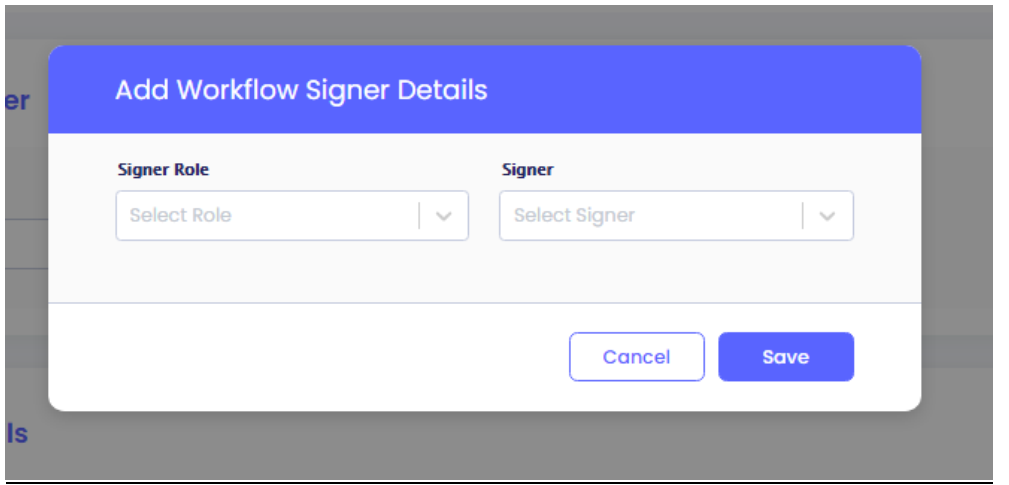 Add Workflow Signer Details
er
Signer Role
Signer
Select Role
Select Signer
Cancel
Save
ls